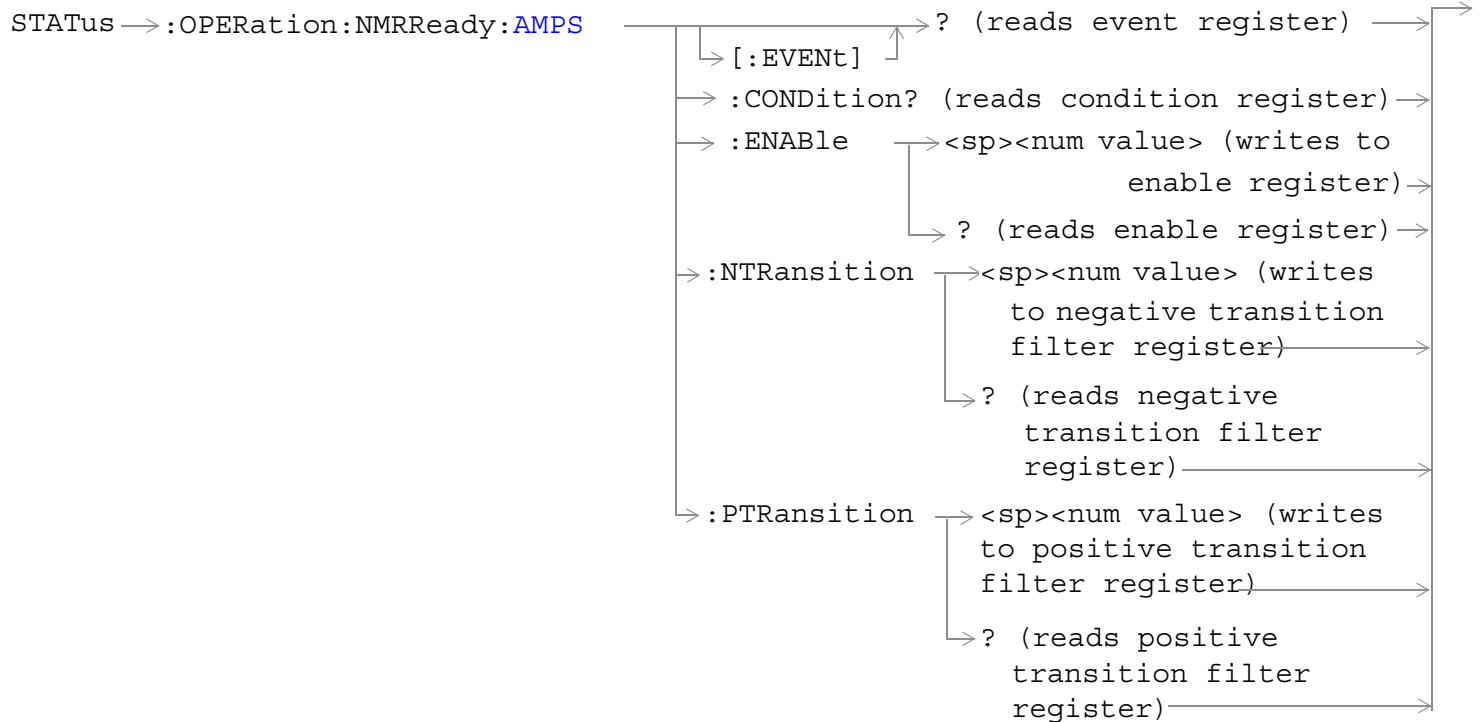 STATus :OPERation:NMRReady:AMPS ? (reads event register)
[:EVENt]
:CONDition? (reads condition register)
:ENABle <sp><num value> (writes to
enable register)
? (reads enable register)
:NTRansition <sp><num value> (writes
to negative transition
filter register)
? (reads negative
transition filter
register)
:PTRansition <sp><num value> (writes
to positive transition
filter register)
? (reads positive
transition filter
register)